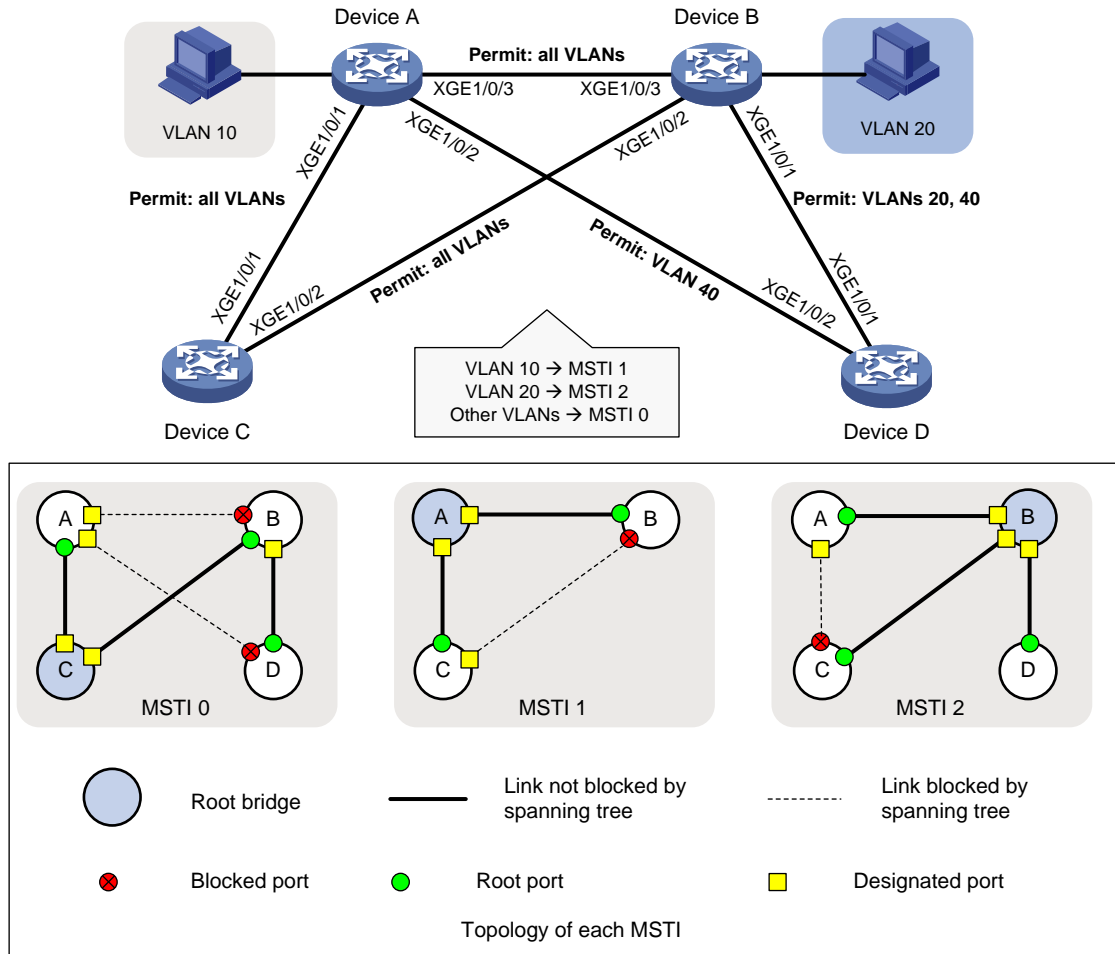 Device A
Device B
Permit: all VLANs
XGE1/0/3
XGE1/0/3
VLAN 10
VLAN 20
XGE1/0/1
XGE1/0/2
XGE1/0/2
XGE1/0/1
Permit: all VLANs
Permit: VLANs 20, 40
Permit: all VLANs
Permit: VLAN 40
XGE1/0/1
XGE1/0/2
XGE1/0/2
XGE1/0/1
VLAN 10 → MSTI 1
VLAN 20 → MSTI 2
Other VLANs → MSTI 0
Device C
Device D
A
B
C
D
MSTI 0
A
B
C
MSTI 1
A
B
C
D
MSTI 2
Root bridge
Link not blocked by
spanning tree
Link blocked by
spanning tree
Blocked port
Root port
Designated port
Topology of each MSTI